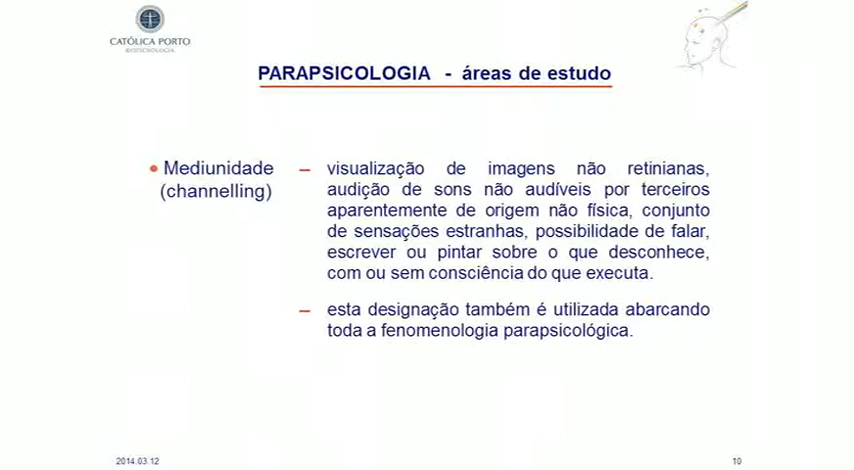 CATÓLICA PORTO
BIOTECNOLOGIA
PARAPSICOLOGIA - áreas de estudo
• Mediunidade
(channelling)
– visualização de imagens não retinianas,
audição de sons não audíveis por terceiros
aparentemente de origem não física, conjunto
de sensações estranhas, possibilidade de falar,
escrever ou pintar sobre o que desconhece,
com ou sem consciência do que executa.
– esta designação também é utilizada abarcando
toda a fenomenologia parapsicológica.
2014.03.12
10